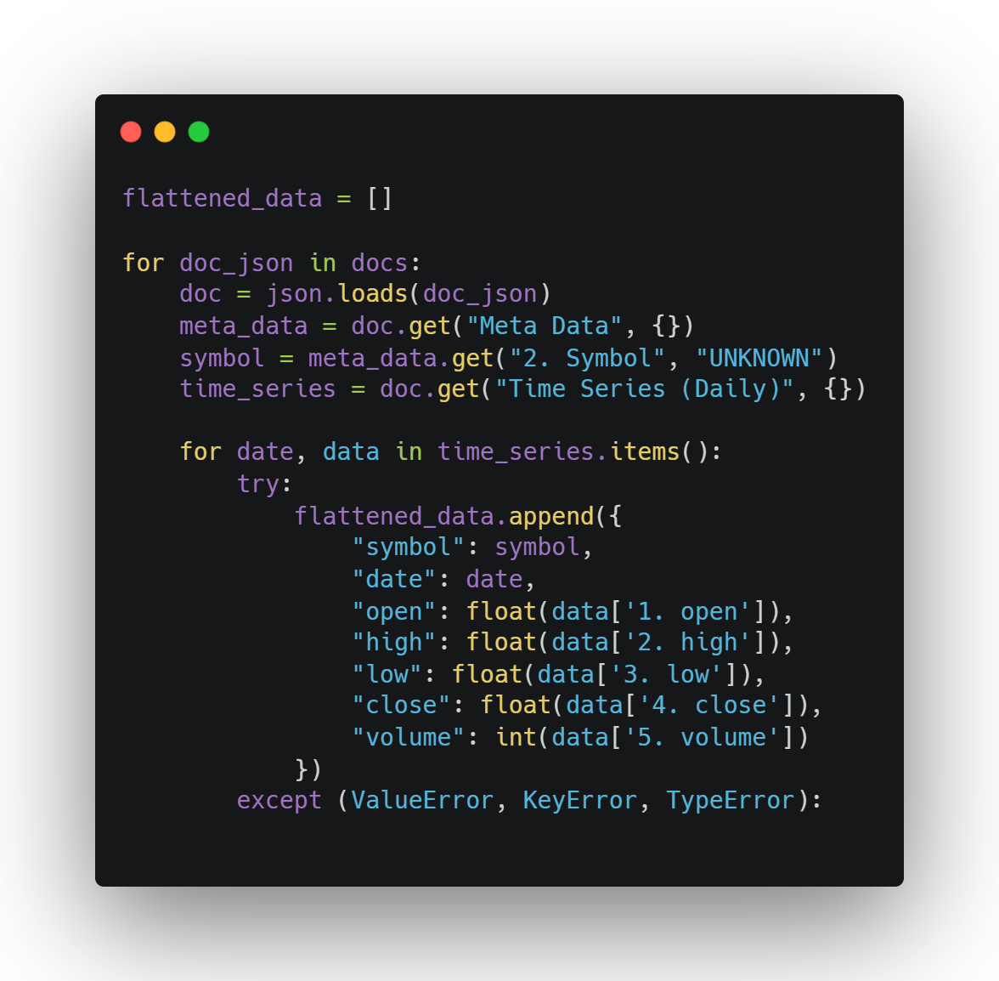 flattened_data = []

for doc_json in docs:
    doc = json.loads(doc_json)
    meta_data = doc.get("Meta Data", {})
    symbol = meta_data.get("2. Symbol", "UNKNOWN")
    time_series = doc.get("Time Series (Daily)", {})

    for date, data in time_series.items():
        try:
            flattened_data.append({
                "symbol": symbol,
                "date": date,
                "open": float(data['1. open']),
                "high": float(data['2. high']),
                "low": float(data['3. low']),
                "close": float(data['4. close']),
                "volume": int(data['5. volume'])
            })
        except (ValueError, KeyError, TypeError):